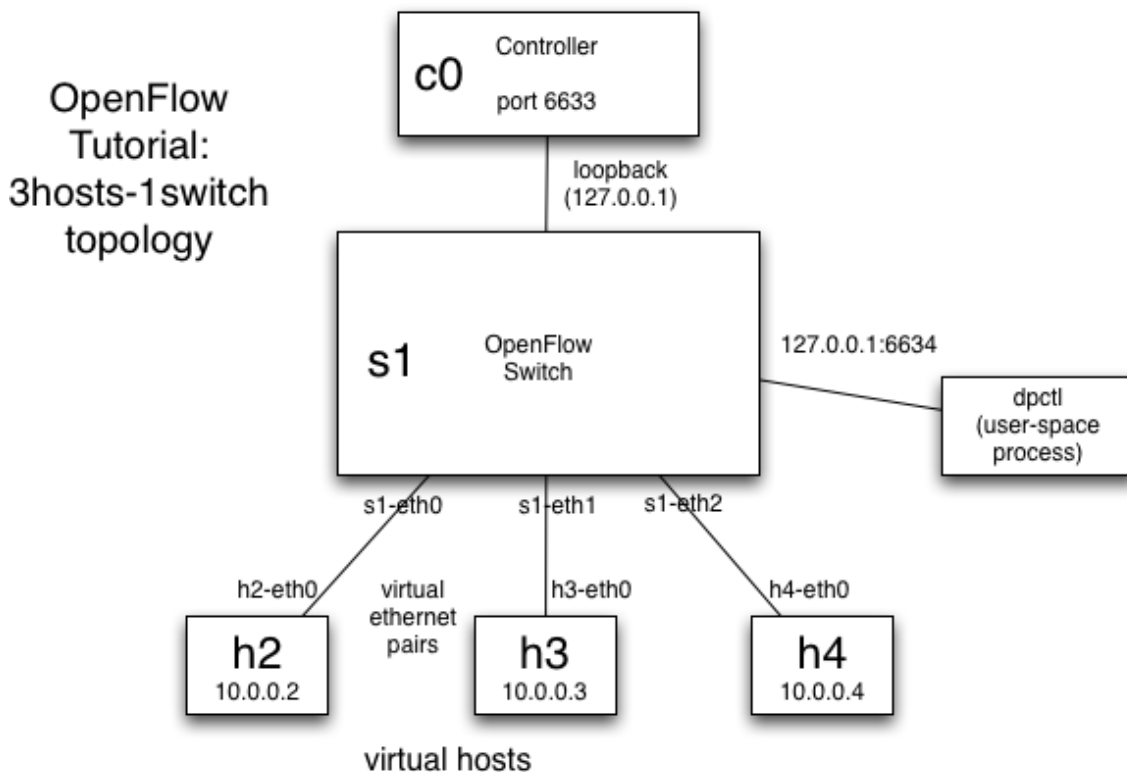 OpenFlow
Tutorial:
3hosts-1switch
topology
c0
Controller
port 6633
loopback
(127.0.0.1)
s1
OpenFlow
Switch
127.0.0.1:6634
dpctl
(user-space
process)
s1-eth0
s1-eth1
s1-eth2
h2-eth0
virtual
ethernet
pairs
h3-eth0
h4-eth0
h2
10.0.0.2
h3
10.0.0.3
h4
10.0.0.4
virtual hosts